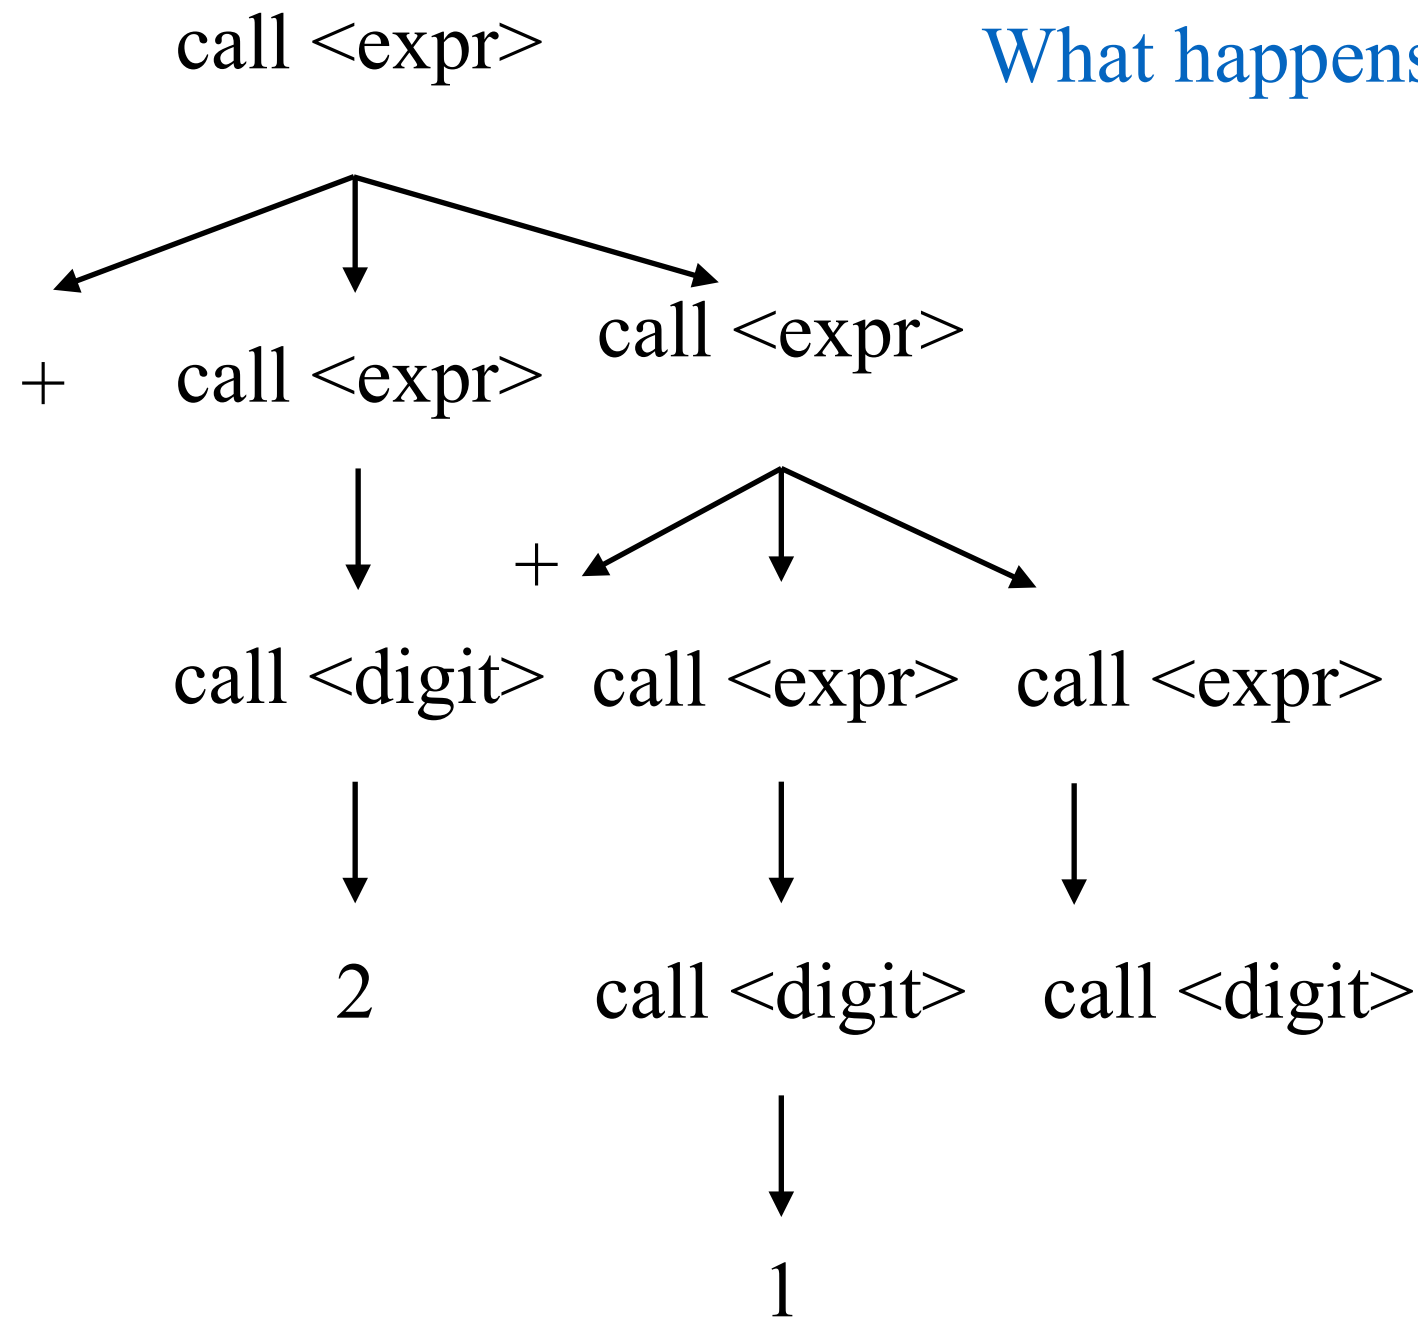 call <expr>
What happens
call <expr>
+ call <expr>
+
call <digit> call <expr> call <expr>
2 call <digit> call <digit>
1